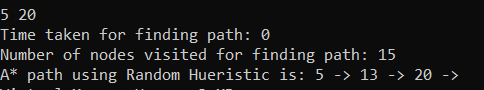 5 20
Time taken for finding path: 0
Number of nodes visited for finding path: 15
A* path using Random Hueristic is: 5 -> 13 -> 20 ->